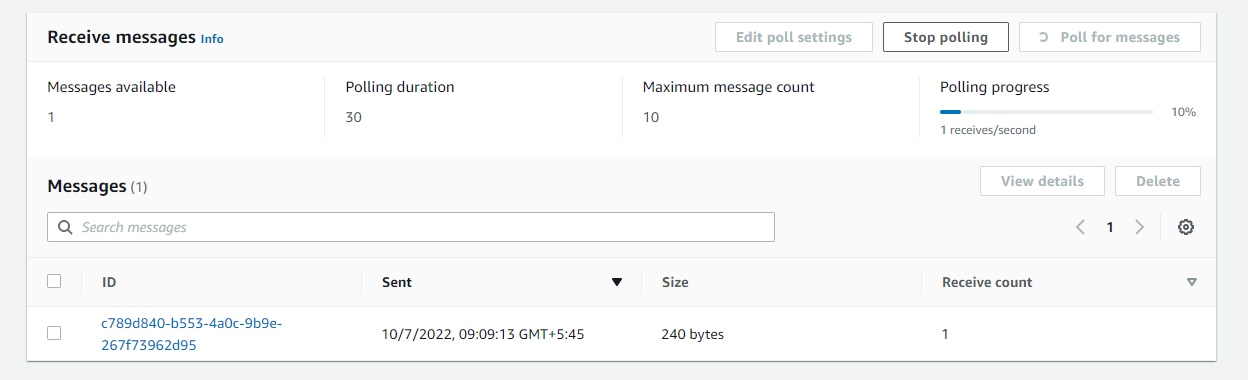 Receive messages Info
Edit poll settings
Stop polling
Poll for messages
Messages available
1
Polling duration
30
Maximum message count
10
Polling progress
10%
1 receives/second
Messages (1)
View details
Delete
Search messages
1
ID
Sent
Size
Receive count
c789d840-b553-4a0c-9b9e-
267f73962d95
10/7/2022, 09:09:13 GMT+5:45
240 bytes
1